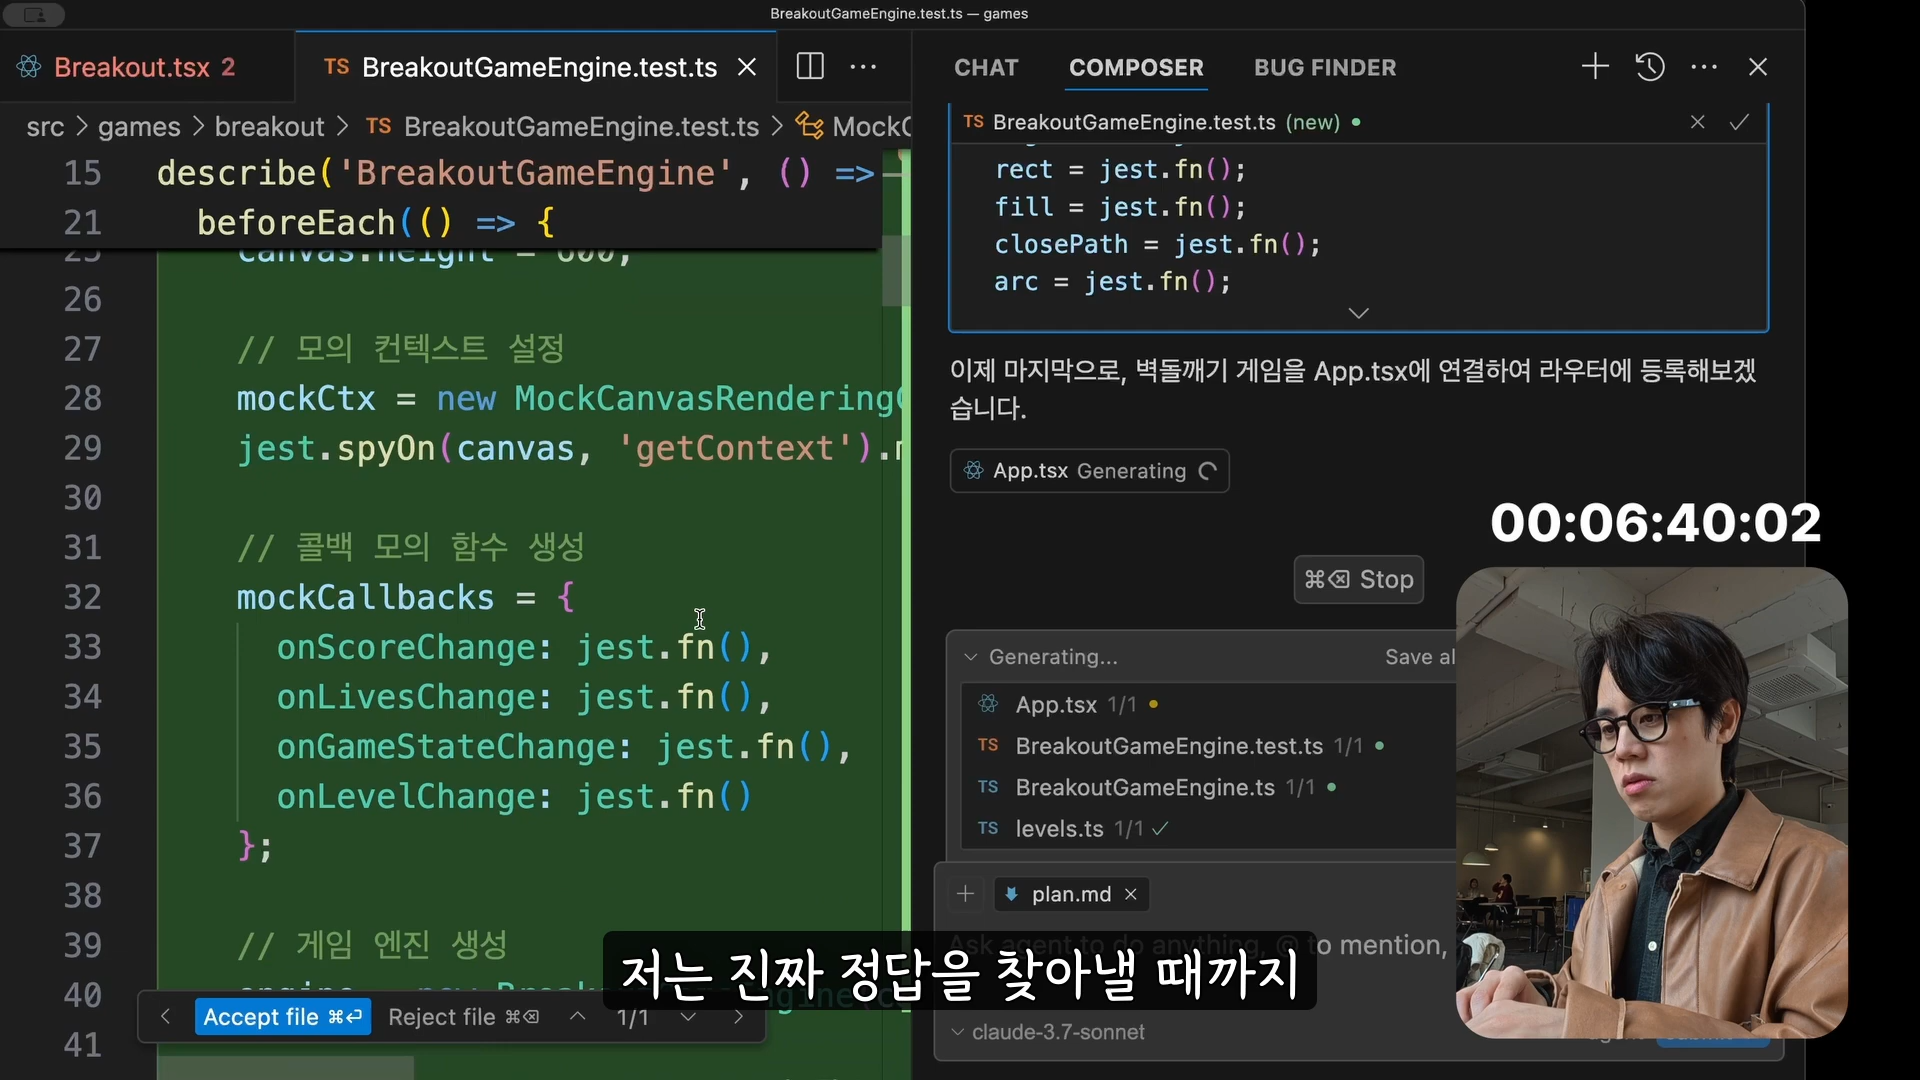 BreakoutGameEngine.test.ts — games
Breakout.tsx 2
TS BreakoutGameEngine.test.ts
src > games > breakout > TS BreakoutGameEngine.test.ts >
15 describe('BreakoutGameEngine', () =>
21 beforeEach(() => {
25 canvas.height = 600;
26
27 // 모의 컨텍스트 설정
28 mockCtx = new MockCanvasRendering
29 jest.spyOn(canvas, 'getContext').
30
31 // 콜백 모의 함수 생성
32 mockCallbacks = {
33 onScoreChange: jest.fn(),
34 onLivesChange: jest.fn(),
35 onGameStateChange: jest.fn(),
36 onLevelChange: jest.fn()
37 };
38
39 // 게임 엔진 생성
40
41
Accept file ⌘⏎ Reject file ⌘⌫ 1/1
CHAT COMPOSER BUG FINDER
TS BreakoutGameEngine.test.ts (new)
rect = jest.fn();
fill = jest.fn();
closePath = jest.fn();
arc = jest.fn();
이제 마지막으로, 벽돌깨기 게임을 App.tsx에 연결하여 라우터에 등록해보겠
습니다.
App.tsx Generating
⌘⌫ Stop
00:06:40:02
Generating... Save al
App.tsx 1/1
TS BreakoutGameEngine.test.ts 1/1
TS BreakoutGameEngine.ts 1/1
TS levels.ts 1/1
plan.md
Ask agent to do anything, @ to mention,
저는 진짜 정답을 찾아낼 때까지
claude-3.7-sonnet